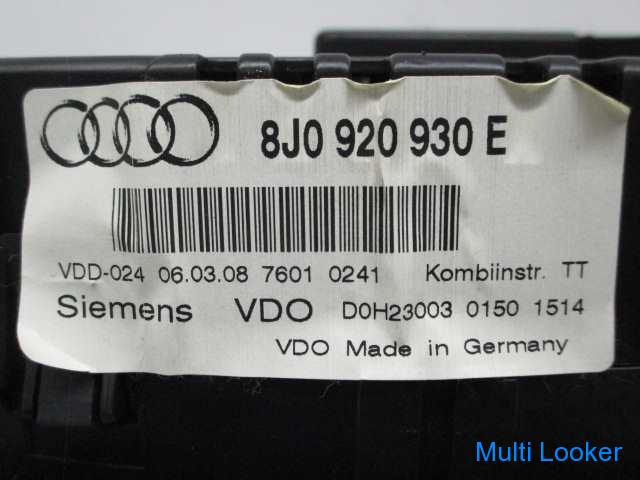 8J0 920 930 E
VDD-024 06.03.08 7601 0241 Kombiinstr. TT
Siemens VDO D0H23003 0150 1514
VDO Made in Germany
Multi Looker